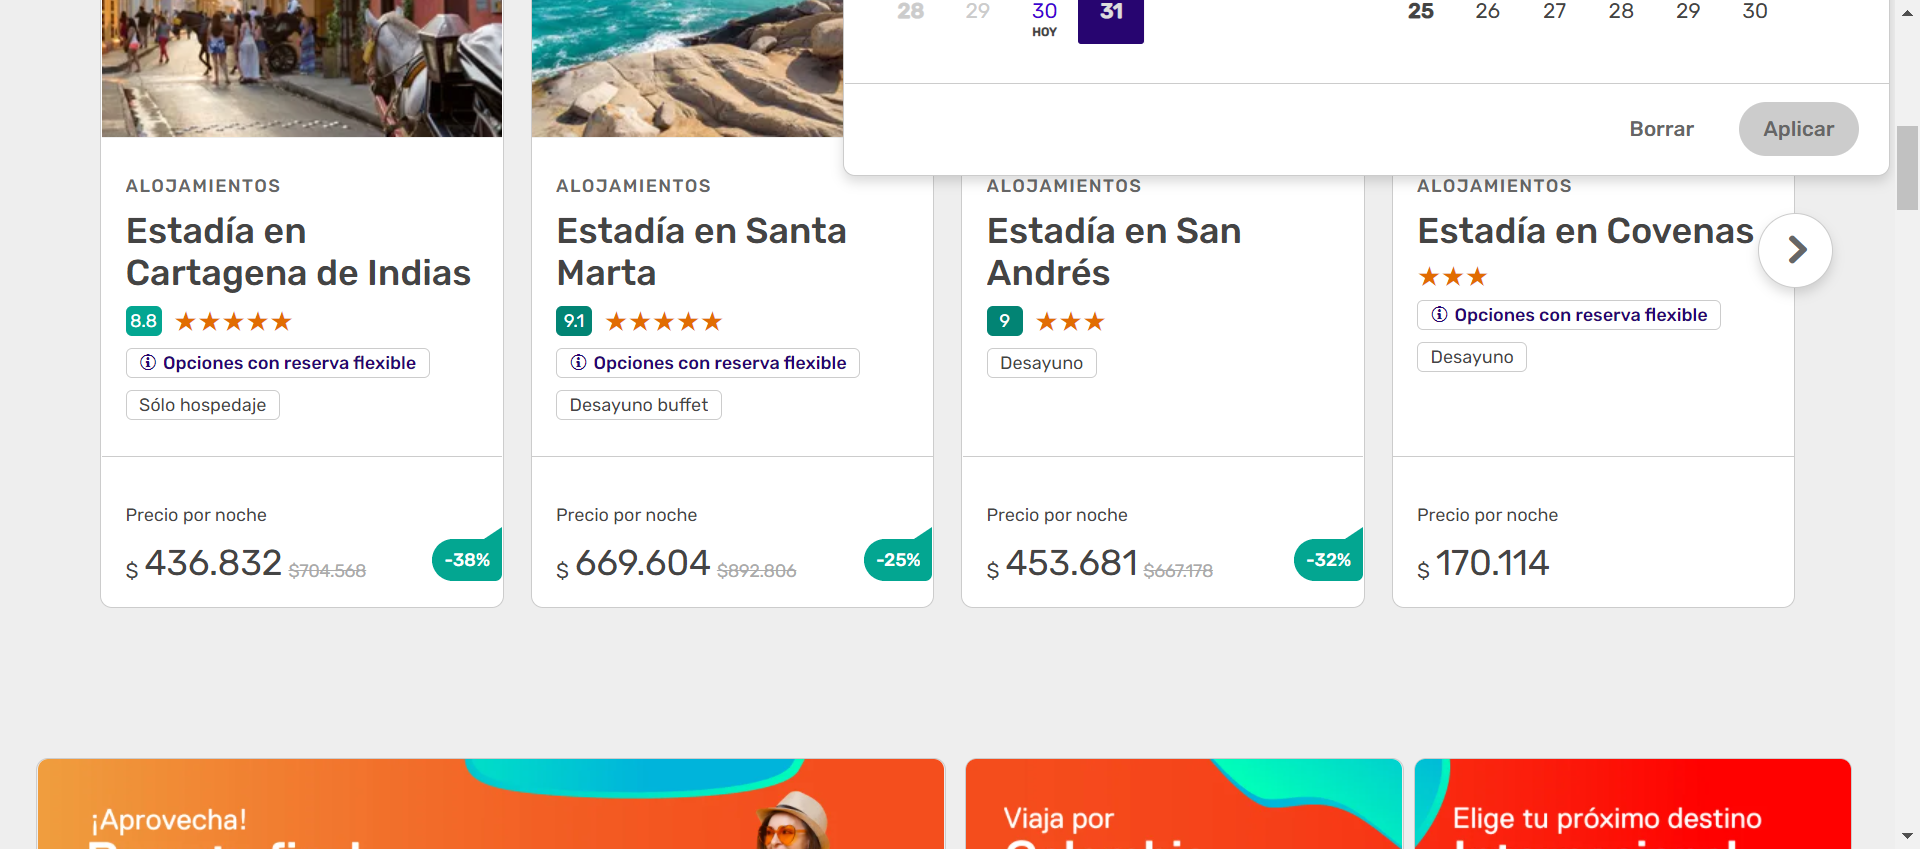 28 29 30 31 25 26 27 28 29 30
HOY
Borrar Aplicar
ALOJAMIENTOS
Estadía en
Cartagena de Indias
8.8
Opciones con reserva flexible
Sólo hospedaje
Precio por noche
$ 436.832 $704.568 -38%
ALOJAMIENTOS
Estadía en Santa
Marta
9.1
Opciones con reserva flexible
Desayuno buffet
Precio por noche
$ 669.604 $892.806 -25%
ALOJAMIENTOS
Estadía en San
Andrés
9
Desayuno
Precio por noche
$ 453.681 $667.178 -32%
ALOJAMIENTOS
Estadía en Covenas
Opciones con reserva flexible
Desayuno
Precio por noche
$ 170.114
¡Aprovecha!
Viaja por
Elige tu próximo destino